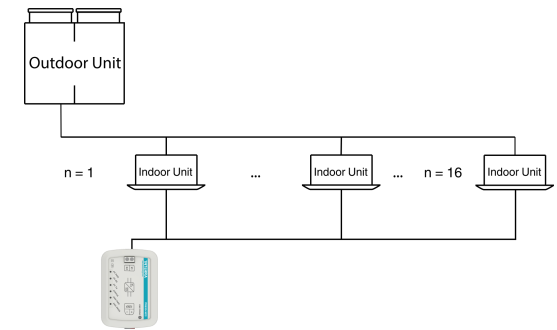 Outdoor Unit
n = 1 Indoor Unit ... Indoor Unit ... n = 16 Indoor Unit